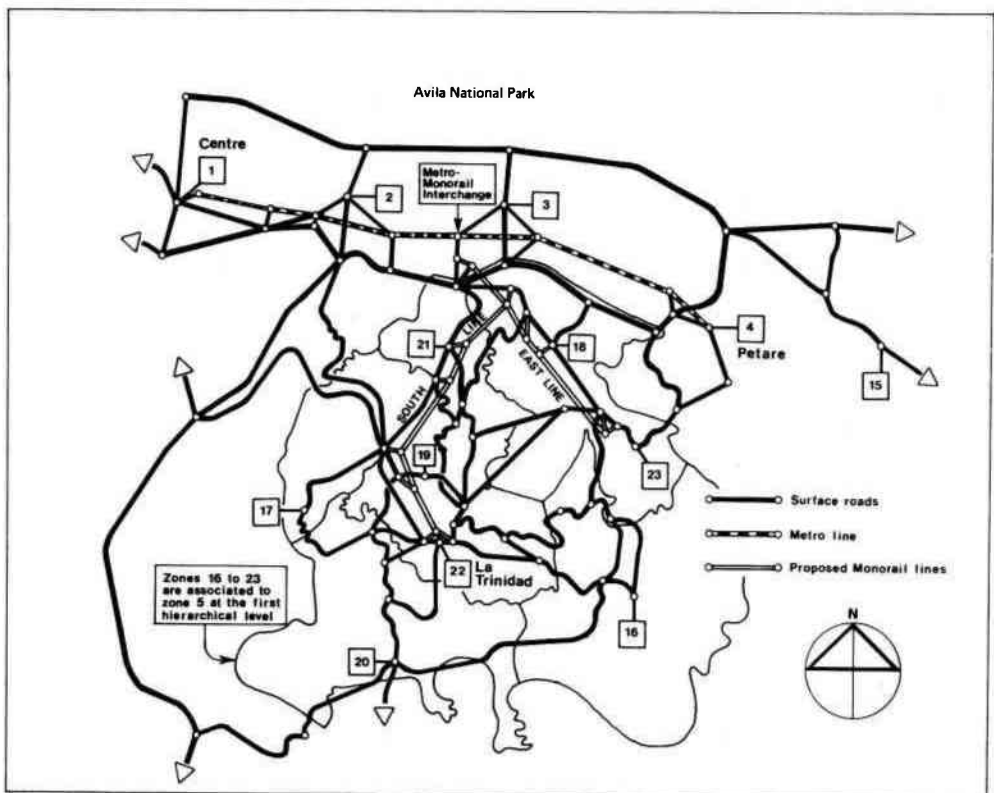 Avila National Park
Centre
1
Metro-
Monorail
Interchange
2
3
4
Petare
15
LINE
21
SOUTH
EAST LINE
18
19
23
17
Surface roads
Metro line
Proposed Monorail lines
22
La
Trinidad
Zones 16 to 23
are associated to
zone 5 at the first
hierarchical level
16
20
N